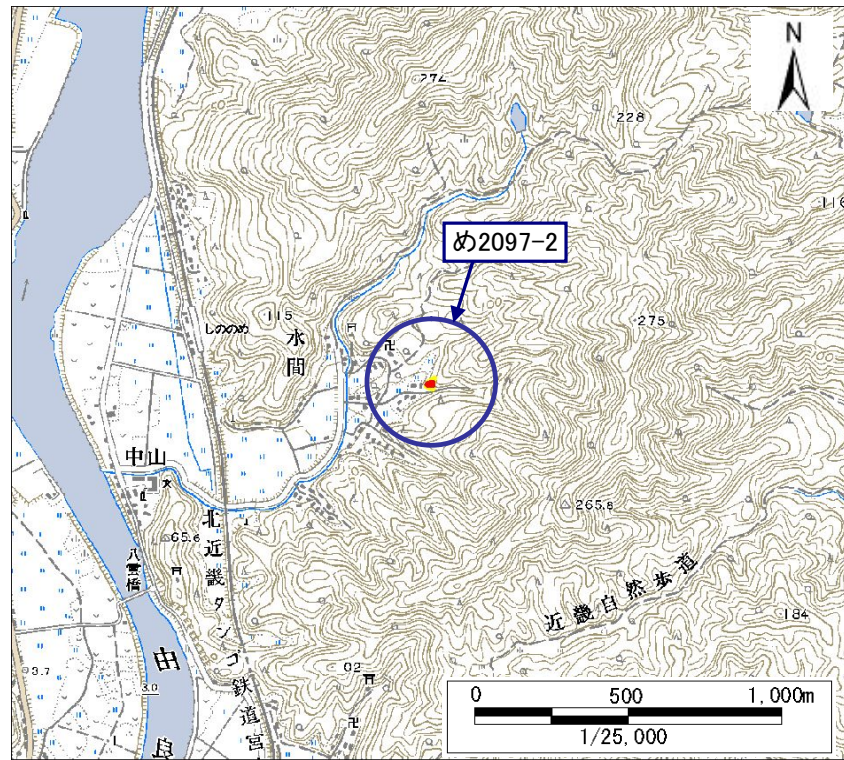 N
274
228
116
め2097-2
115
しののめ
水間
275
中山
265.8
65.6
八雲橋
北近畿タンゴ鉄道宮
近畿自然歩道
184
3.7
3.0
由良
0 500 1,000m
1/25,000